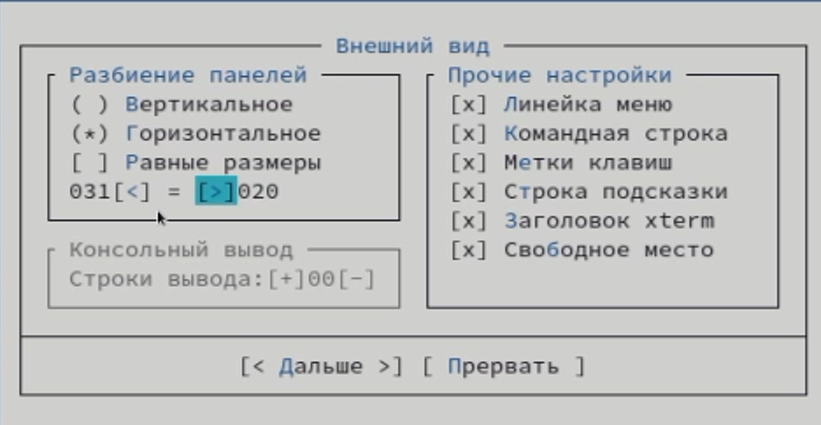 Внешний вид
Разбиение панелей
( ) Вертикальное
(*) Горизонтальное
[ ] Равные размеры
031[<] = [>]020
Консольный вывод
Строки вывода:[+]00[-]
Прочие настройки
[x] Линейка меню
[x] Командная строка
[x] Метки клавиш
[x] Строка подсказки
[x] Заголовок xterm
[x] Свободное место
[< Дальше >] [ Прервать ]